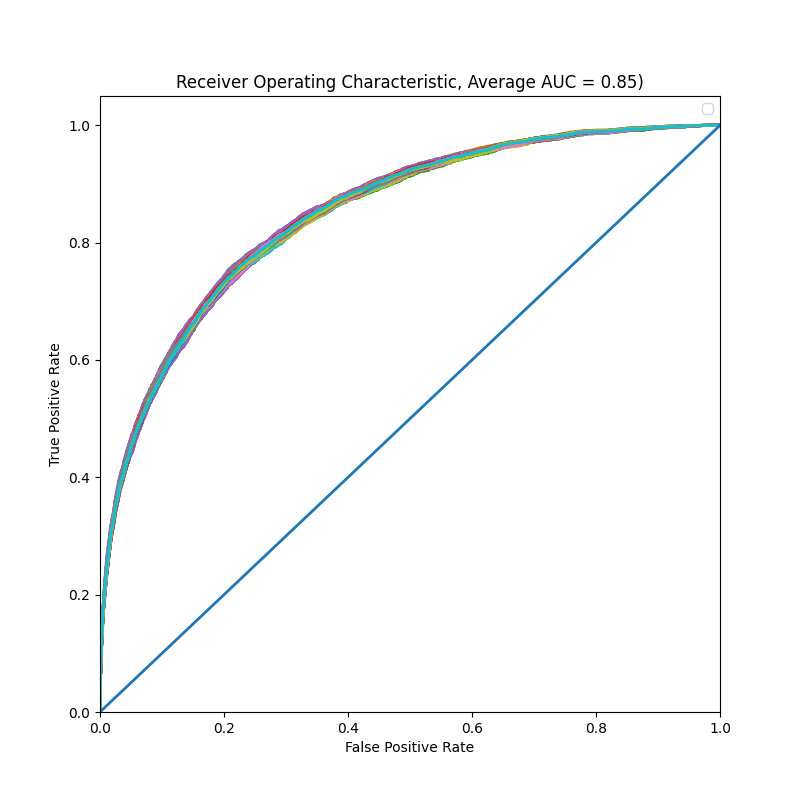 Receiver Operating Characteristic, Average AUC = 0.85)
1.0
0.8
0.6
0.4
0.2
0.0
True Positive Rate
0.0 0.2 0.4 0.6 0.8 1.0
False Positive Rate